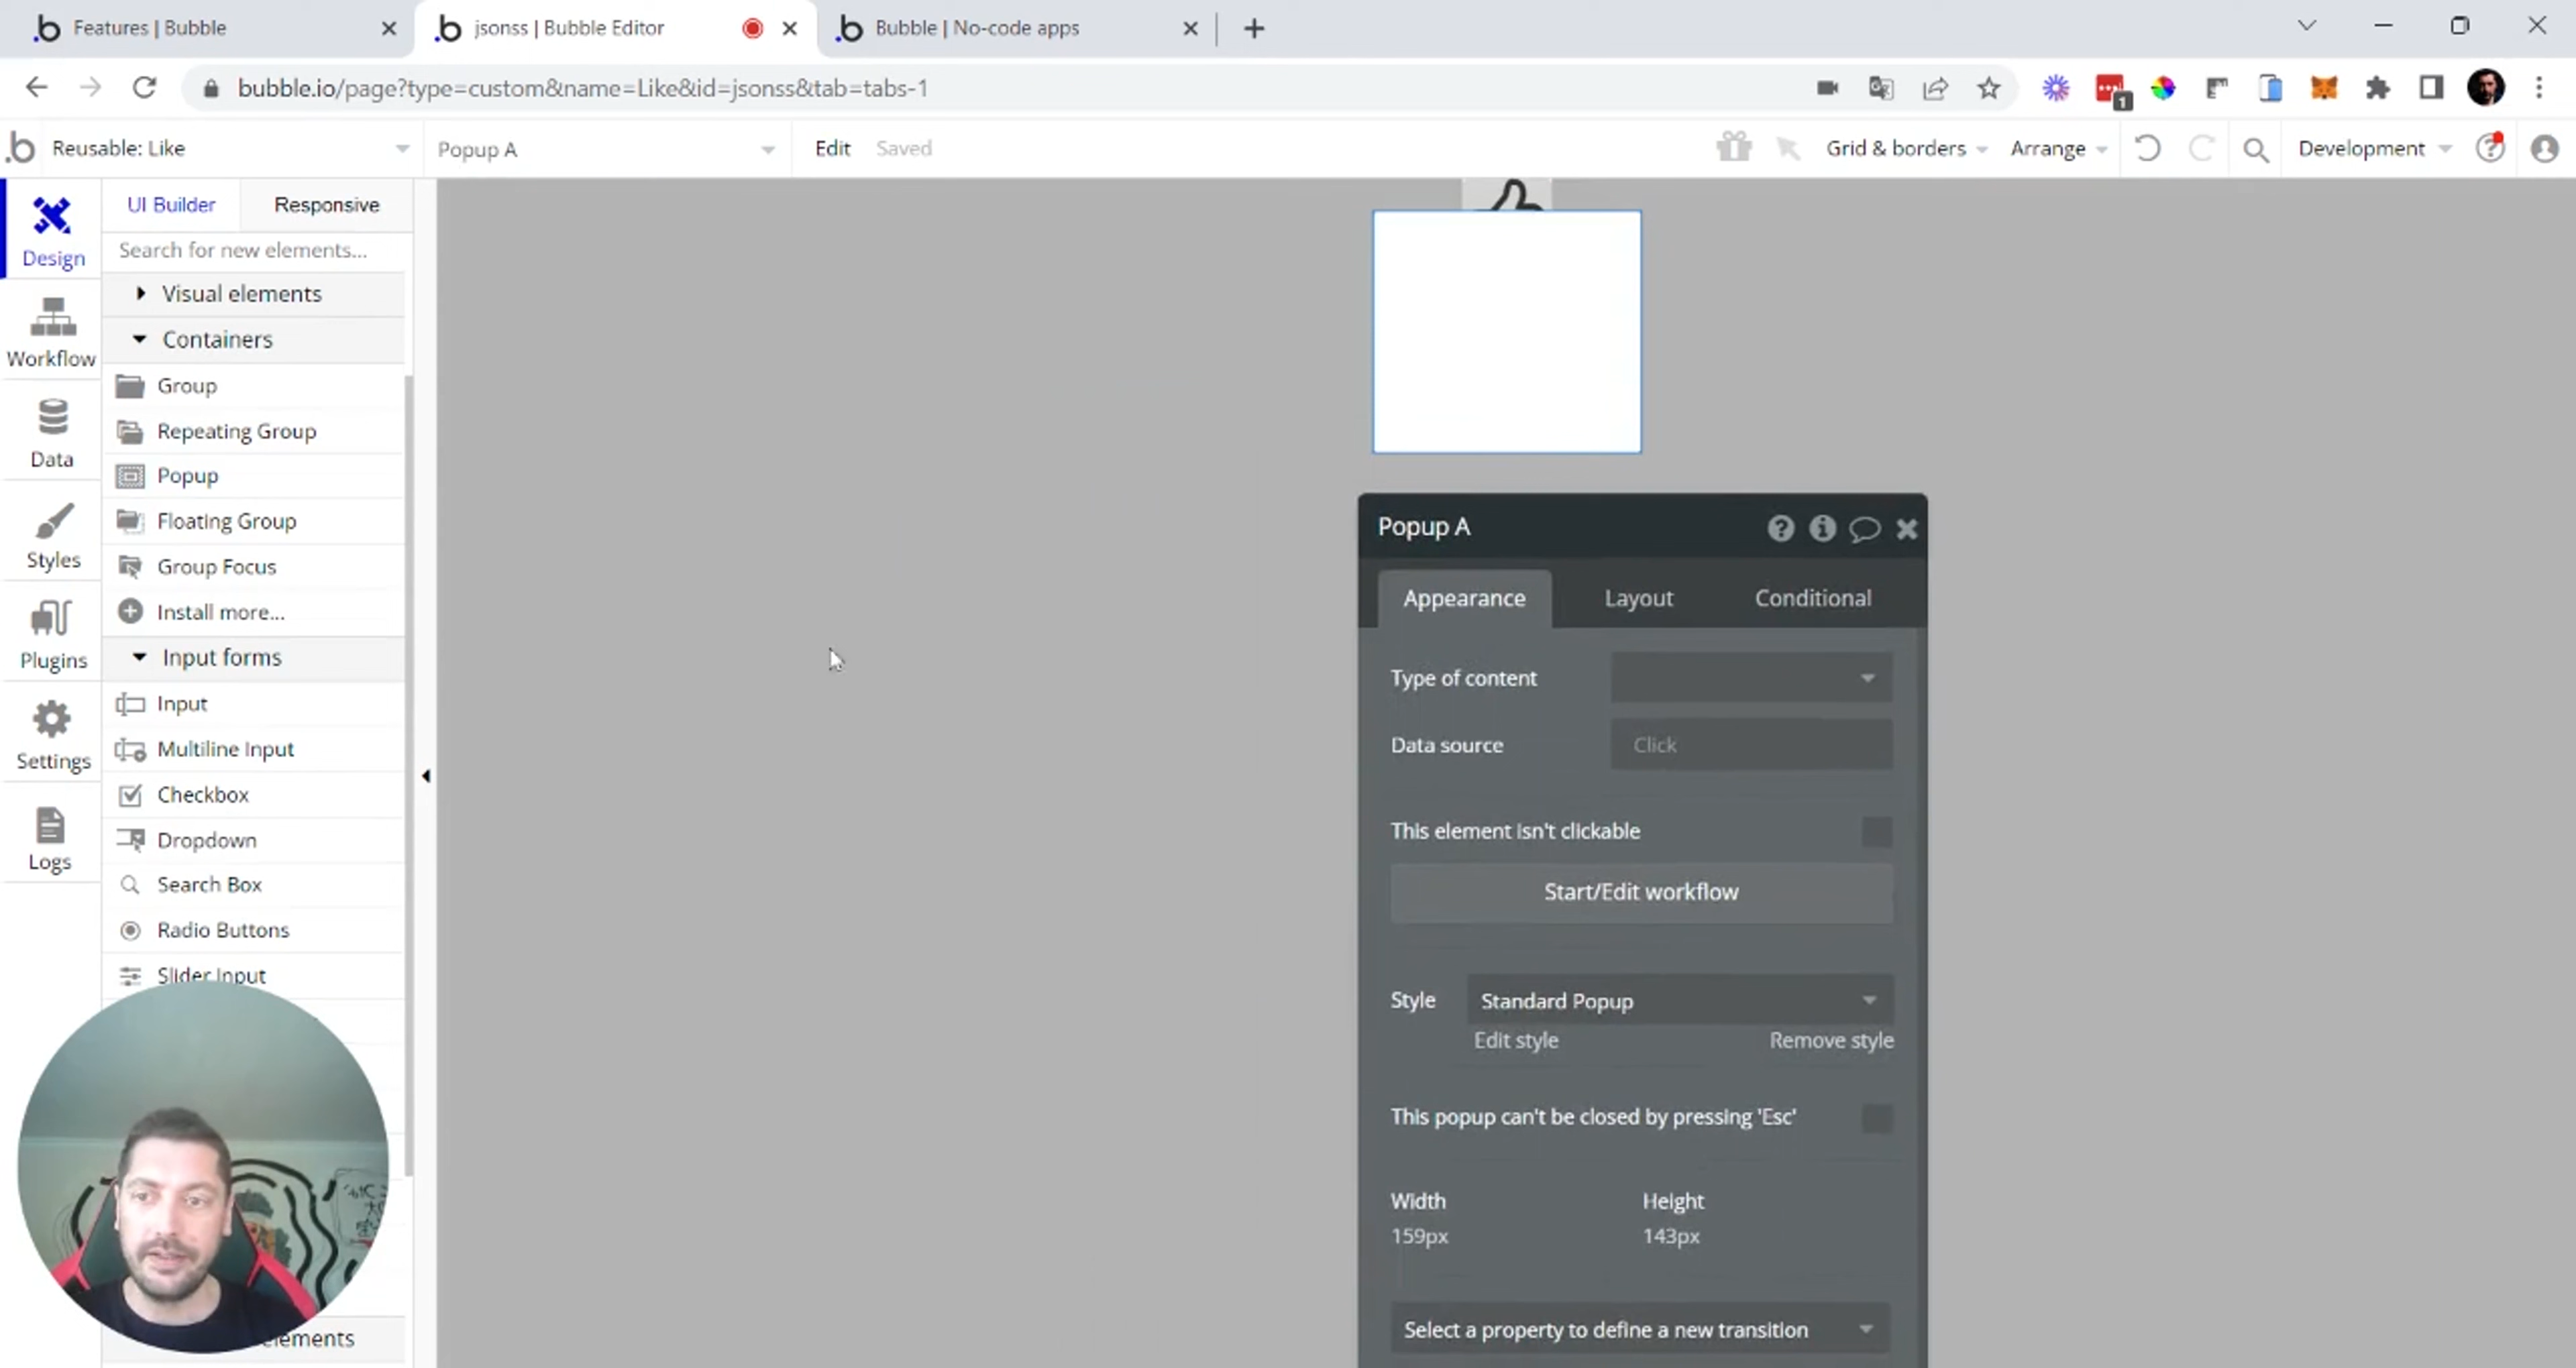 Features | Bubble
jsonss | Bubble Editor
Bubble | No-code apps
bubble.io/page?type=custom&name=Like&id=jsonss&tab=tabs-1
1
Reusable: Like
Popup A
Edit
Saved
Grid & borders
Arrange
Development
Design
Workflow
Data
Styles
Plugins
Settings
Logs
UI Builder
Responsive
Search for new elements...
Visual elements
Containers
Group
Repeating Group
Popup
Floating Group
Group Focus
Install more...
Input forms
Input
Multiline Input
Checkbox
Dropdown
Search Box
Radio Buttons
Slider Input
elements
Popup A
Appearance
Layout
Conditional
Type of content
Data source
Click
This element isn't clickable
Start/Edit workflow
Style
Standard Popup
Edit style
Remove style
This popup can't be closed by pressing 'Esc'
Width
Height
159px
143px
Select a property to define a new transition